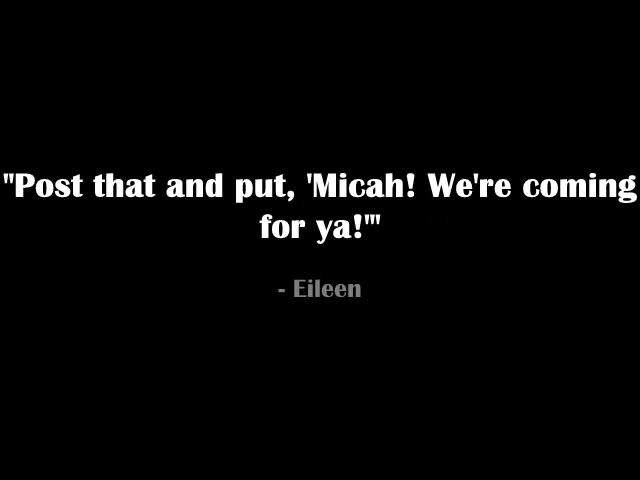 "Post that and put, 'Micah! We're coming
for ya!'"
- Eileen